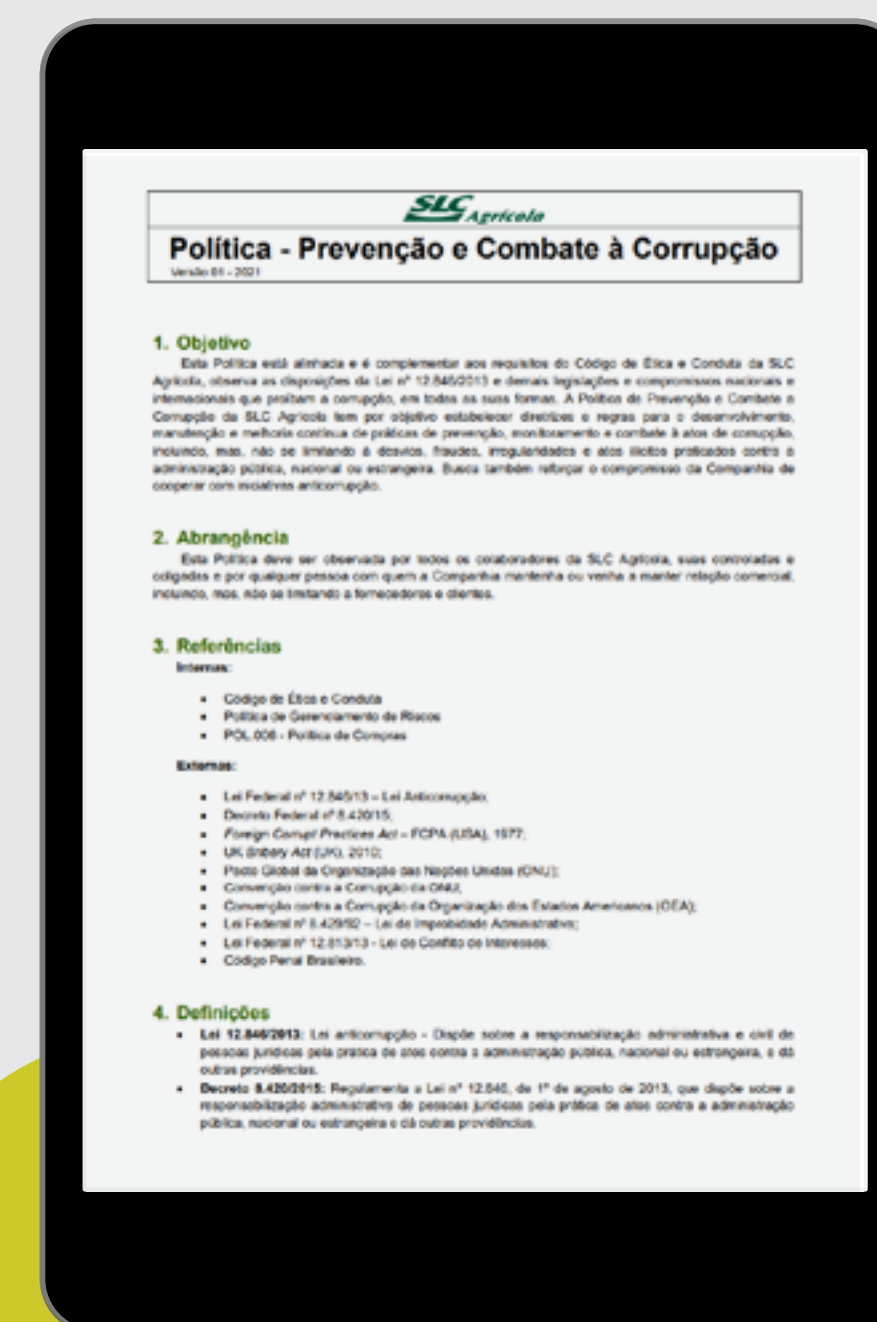 SLC Agrícola
Política - Prevenção e Combate à Corrupção
Versão 01 - 2021
1. Objetivo
Esta Política está alinhada e é complementar aos requisitos do Código de Ética e Conduta da SLC
Agrícola, observa as disposições da Lei nº 12.846/2013 e demais legislações e compromissos nacionais e
internacionais que proíbam a corrupção, em todas as suas formas. A Política de Prevenção e Combate a
Corrupção da SLC Agrícola tem por objetivo estabelecer diretrizes e regras para o desenvolvimento,
manutenção e melhoria contínua de práticas de prevenção, monitoramento e combate à atos de corrupção,
incluindo, mas, não se limitando à desvios, fraudes, irregularidades e atos ilícitos praticados contra a
administração pública, nacional ou estrangeira. Busca também reforçar o compromisso da Companhia de
cooperar com iniciativas anticorrupção.
2. Abrangência
Esta Política deve ser observada por todos os colaboradores da SLC Agrícola, suas controladas e
coligadas e por qualquer pessoa com quem a Companhia mantenha ou venha a manter relação comercial,
incluindo, mas, não se limitando a fornecedores e clientes.
3. Referências
Internas:
• Código de Ética e Conduta
• Política de Gerenciamento de Riscos
• POL.006 - Política de Compras
Externas:
• Lei Federal nº 12.846/13 – Lei Anticorrupção;
• Decreto Federal nº 8.420/15;
• Foreign Corrupt Practices Act – FCPA (USA), 1977;
• UK Bribery Act (UK), 2010;
• Pacto Global da Organização das Nações Unidas (ONU);
• Convenção contra a Corrupção da ONU;
• Convenção contra a Corrupção da Organização dos Estados Americanos (OEA);
• Lei Federal nº 8.429/92 – Lei de Improbidade Administrativa;
• Lei Federal nº 12.813/13 - Lei de Conflito de Interesses;
• Código Penal Brasileiro.
4. Definições
• Lei 12.846/2013: Lei anticorrupção - Dispõe sobre a responsabilização administrativa e civil de
pessoas jurídicas pela prática de atos contra a administração pública, nacional ou estrangeira, e dá
outras providências.
• Decreto 8.420/2015: Regulamenta a Lei nº 12.846, de 1º de agosto de 2013, que dispõe sobre a
responsabilização administrativa de pessoas jurídicas pela prática de atos contra a administração
pública, nacional ou estrangeira e dá outras providências.